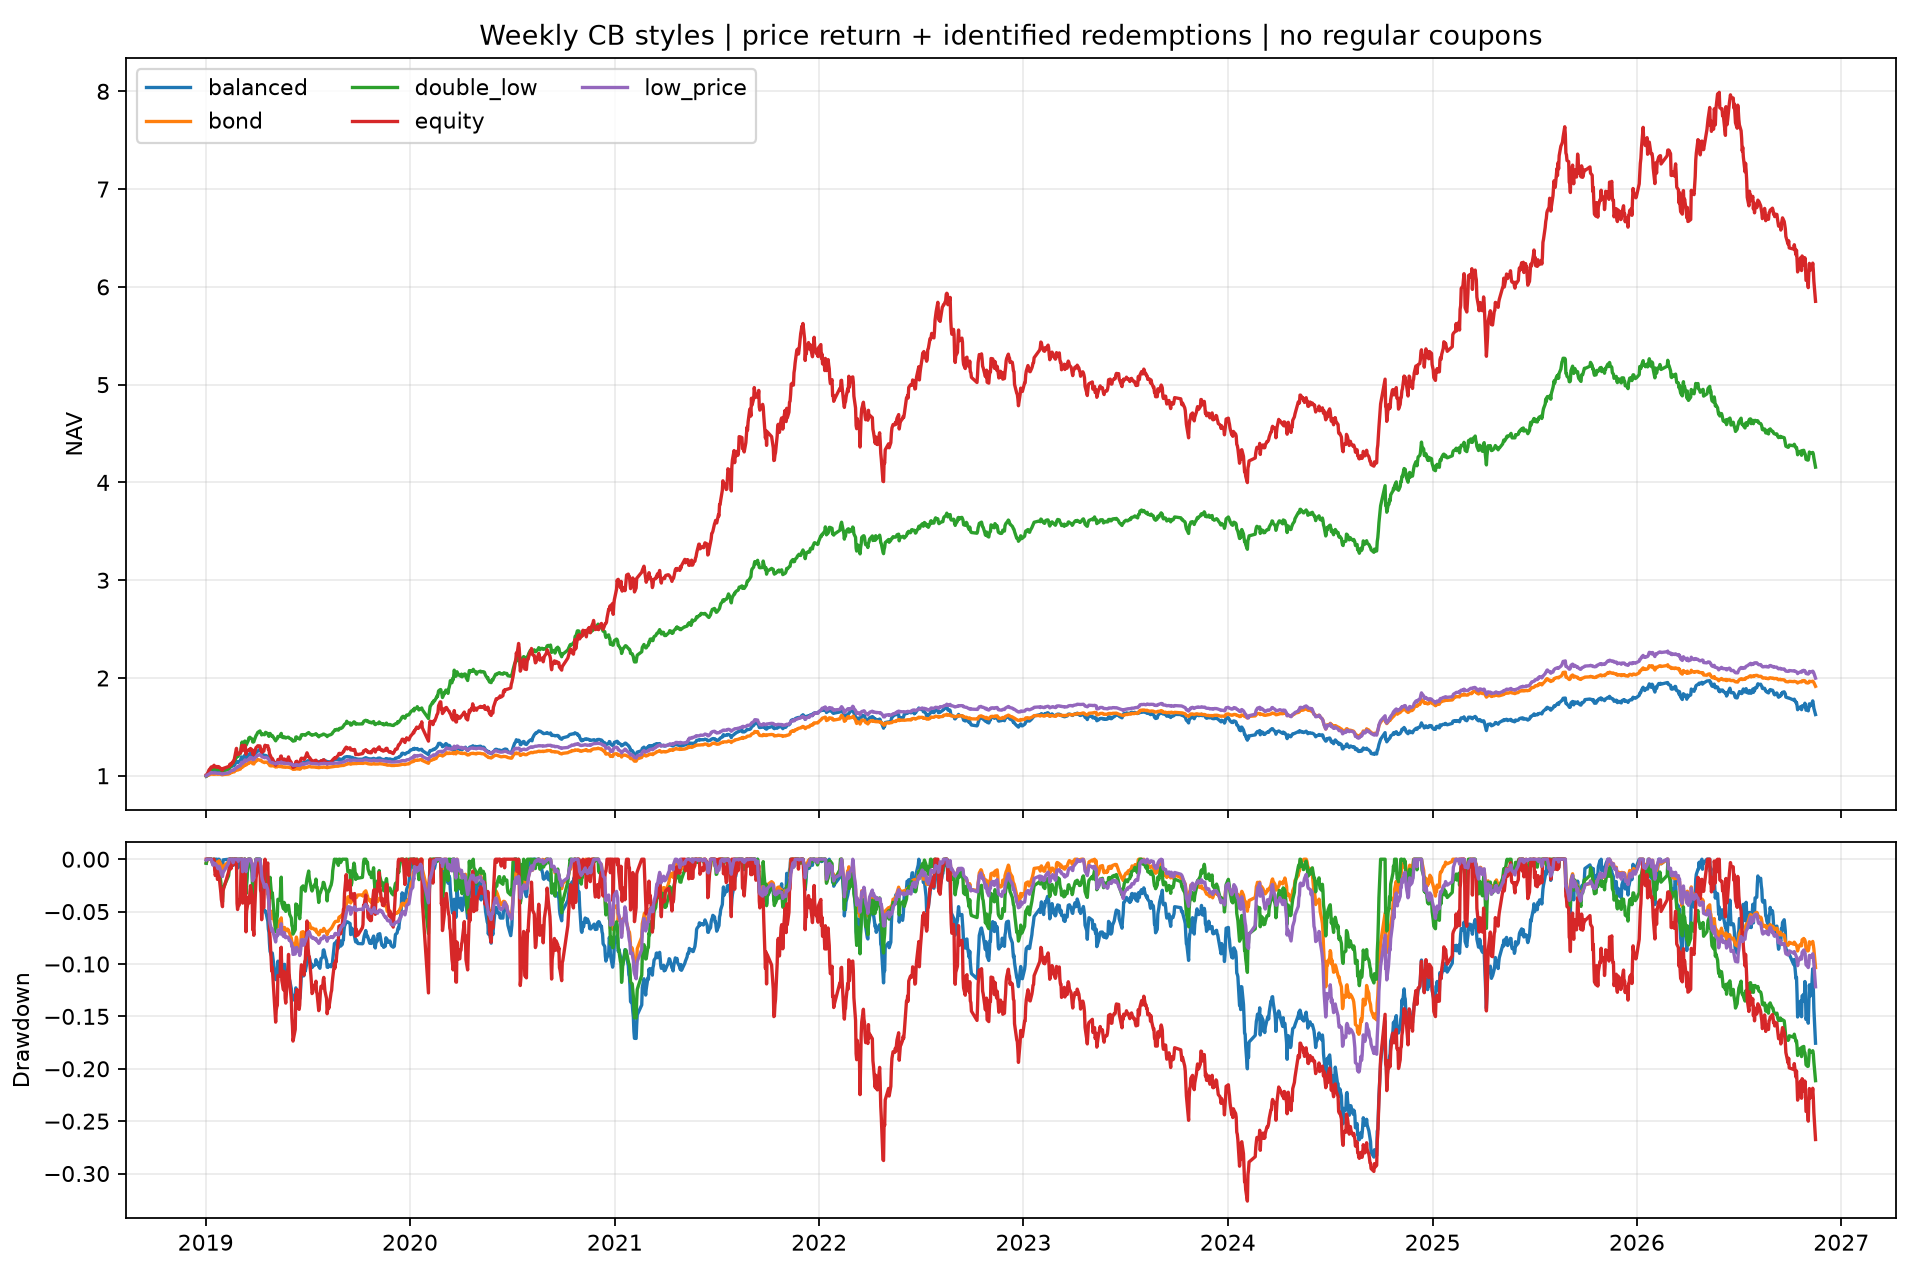 Weekly CB styles | price return + identified redemptions | no regular coupons
balanced double_low low_price
bond equity
8
7
6
5
4
3
2
1
NAV
0.00
−0.05
−0.10
−0.15
−0.20
−0.25
−0.30
Drawdown
2019 2020 2021 2022 2023 2024 2025 2026 2027